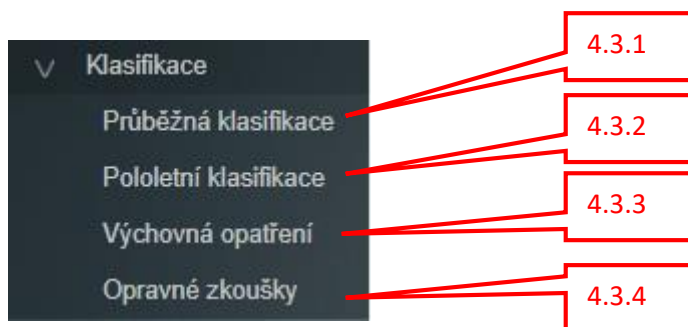 Klasifikace
Průběžná klasifikace
Pololetní klasifikace
Výchovná opatření
Opravné zkoušky
4.3.1
4.3.2
4.3.3
4.3.4